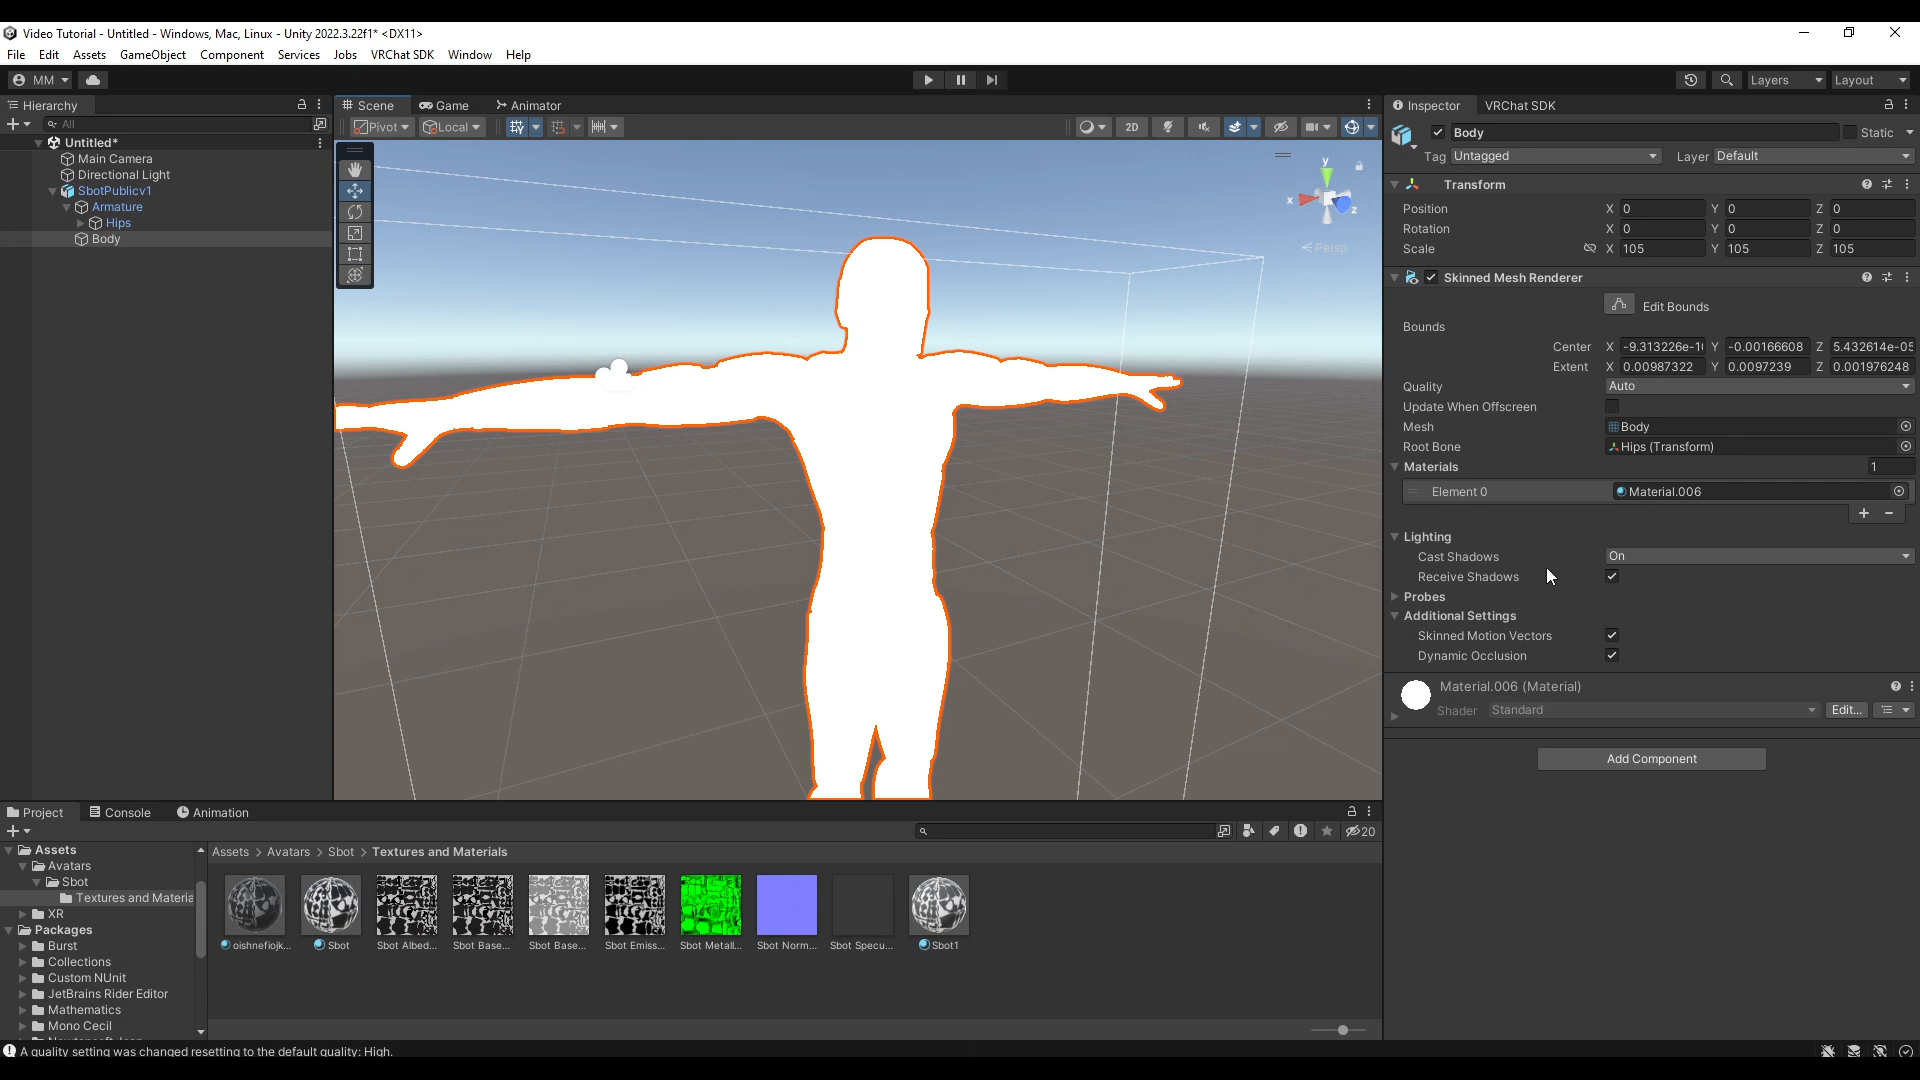 Video Tutorial - Untitled - Windows, Mac, Linux - Unity 2022.3.22f1* <DX11>
File Edit Assets GameObject Component Services Jobs VRChat SDK Window Help
MM Layers Layout
Hierarchy
All
Untitled*
Main Camera
Directional Light
SbotPublicv1
Armature
Hips
Body
Scene Game Animator
Pivot Local 2D
y
x
z
Persp
Inspector VRChat SDK
Body Static
Tag Untagged Layer Default
Transform
Position X 0 Y 0 Z 0
Rotation X 0 Y 0 Z 0
Scale X 105 Y 105 Z 105
Skinned Mesh Renderer
Edit Bounds
Bounds
Center X -9.313226e-1 Y -0.00166608 Z 5.432614e-05
Extent X 0.00987322 Y 0.0097239 Z 0.001976248
Quality Auto
Update When Offscreen
Mesh Body
Root Bone Hips (Transform)
Materials 1
Element 0 Material.006
Lighting
Cast Shadows On
Receive Shadows
Probes
Additional Settings
Skinned Motion Vectors
Dynamic Occlusion
Material.006 (Material)
Shader Standard Edit...
Add Component
Project Console Animation
20
Assets
Avatars
Sbot
Textures and Materia
XR
Packages
Burst
Collections
Custom NUnit
JetBrains Rider Editor
Mathematics
Mono Cecil
Assets > Avatars > Sbot > Textures and Materials
oishnefiojk... Sbot Sbot Albed... Sbot Base... Sbot Base... Sbot Emiss... Sbot Metall... Sbot Norm... Sbot Specu... Sbot1
A quality setting was changed resetting to the default quality: High.